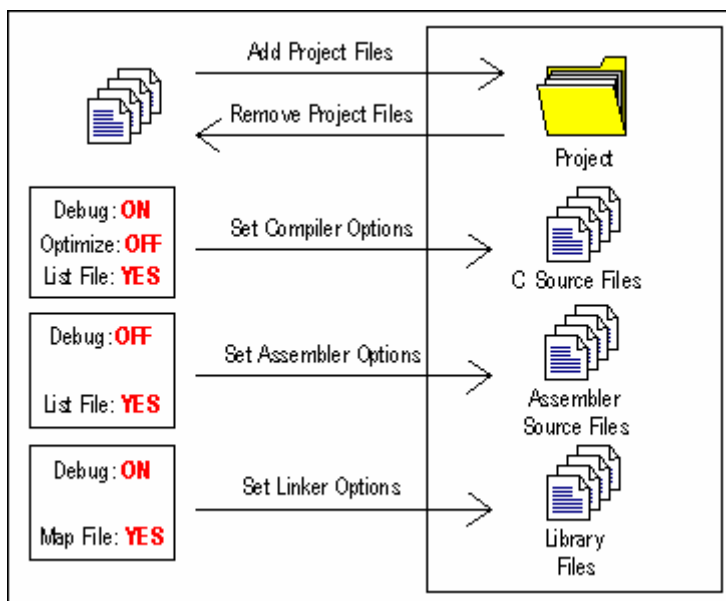 Add Project Files
Remove Project Files
Project
Debug: ON
Optimize: OFF
List File: YES
Set Compiler Options
C Source Files
Debug: OFF
List File: YES
Set Assembler Options
Assembler
Source Files
Debug: ON
Map File: YES
Set Linker Options
Library
Files